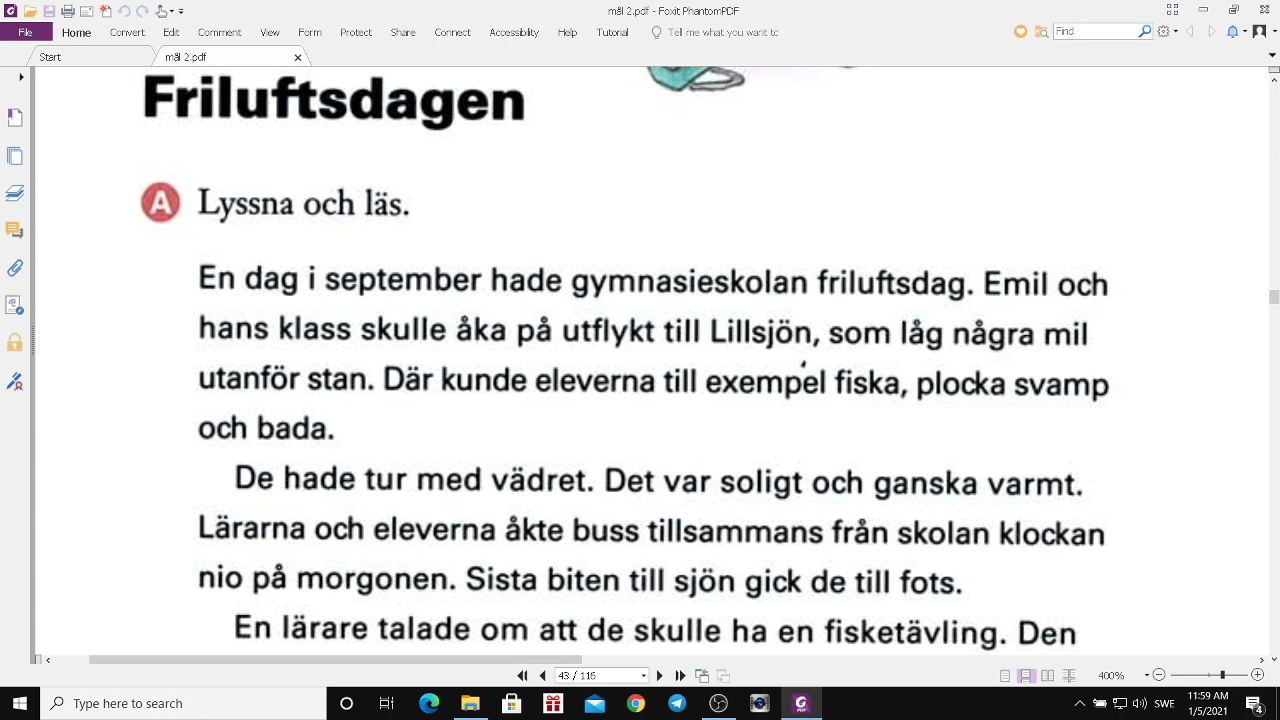 mål 2.pdf - Foxit PhantomPDF
File Home Convert Edit Comment View Form Protect Share Connect Accessibility Help Tutorial Tell me what you want to Find
Start mål 2.pdf
Friluftsdagen
A Lyssna och läs.
En dag i september hade gymnasieskolan friluftsdag. Emil och
hans klass skulle åka på utflykt till Lillsjön, som låg några mil
utanför stan. Där kunde eleverna till exempel fiska, plocka svamp
och bada.
De hade tur med vädret. Det var soligt och ganska varmt.
Lärarna och eleverna åkte buss tillsammans från skolan klockan
nio på morgonen. Sista biten till sjön gick de till fots.
En lärare talade om att de skulle ha en fisketävling. Den
43 / 116 400%
Type here to search SWE 11:59 AM
1/5/2021